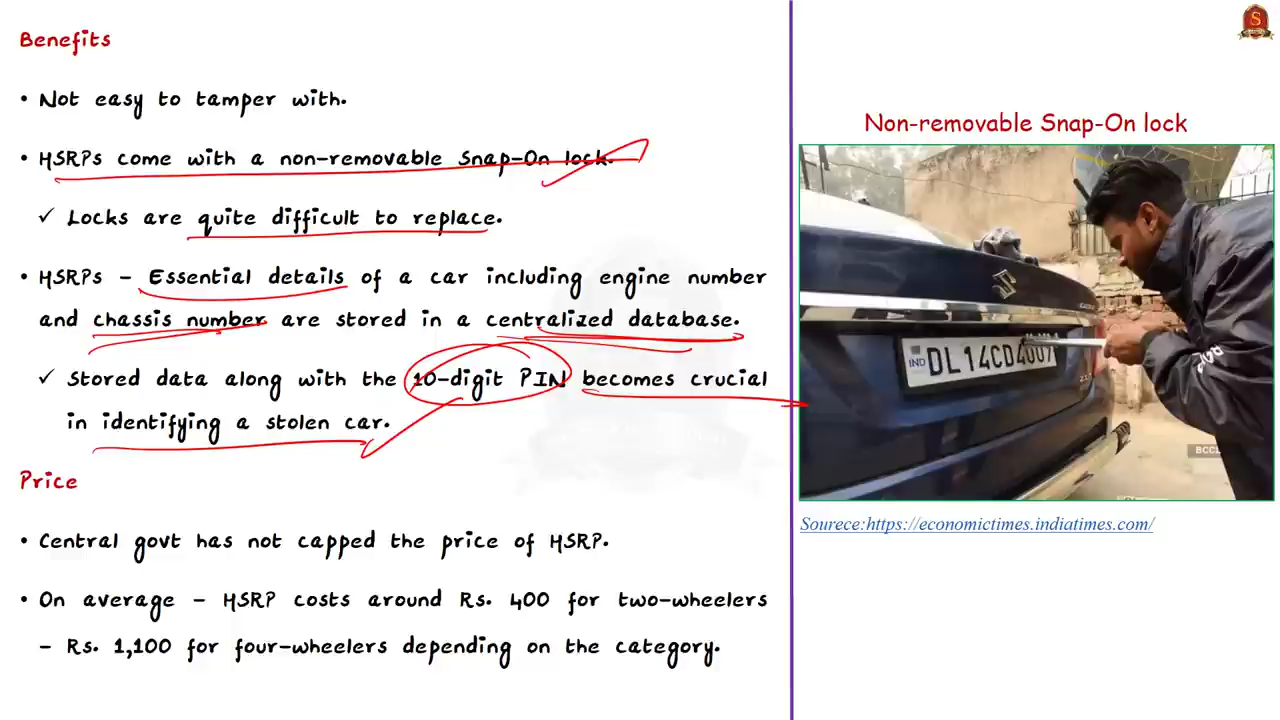 Benefits
• Not easy to tamper with.
• HSRPs come with a non-removable Snap-On lock.
✓ Locks are quite difficult to replace.
• HSRPs - Essential details of a car including engine number
and chassis number are stored in a centralized database.
✓ Stored data along with the 10-digit PIN becomes crucial
in identifying a stolen car.
Price
• Central govt has not capped the price of HSRP.
• On average - HSRP costs around Rs. 400 for two-wheelers
- Rs. 1,100 for four-wheelers depending on the category.
Non-removable Snap-On lock
IND
DL14CD4007
BCCL
Sourece:https://economictimes.indiatimes.com/